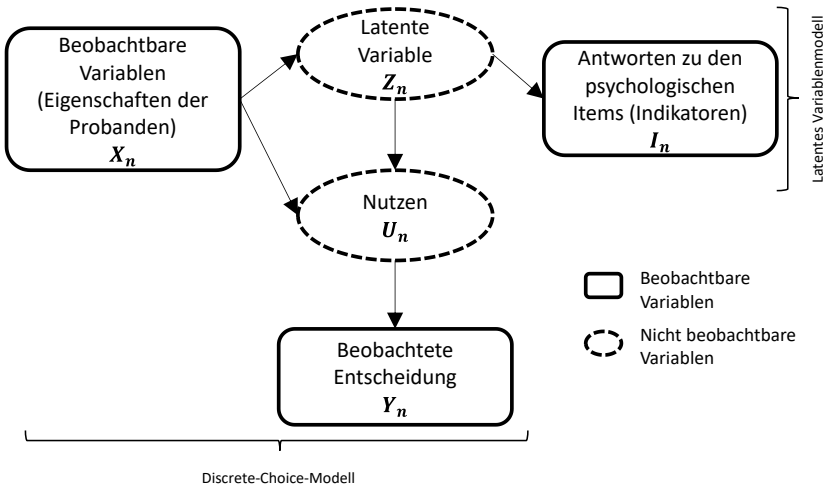 Beobachtbare
Variablen
(Eigenschaften der
Probanden)
X_n
Latente
Variable
Z_n
Antworten zu den
psychologischen
Items (Indikatoren)
I_n
Latentes Variablenmodell
Nutzen
U_n
Beobachtbare
Variablen
Nicht beobachtbare
Variablen
Beobachtete
Entscheidung
Y_n
Discrete-Choice-Modell